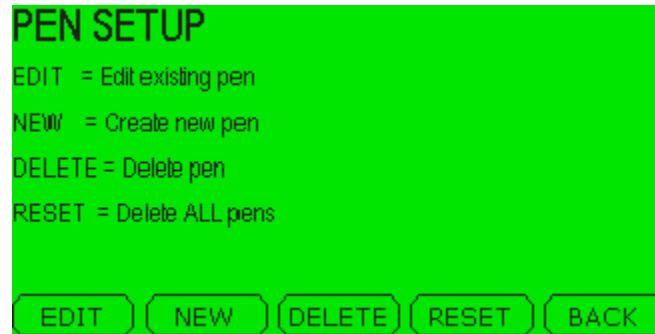 PEN SETUP
EDIT = Edit existing pen
NEW = Create new pen
DELETE = Delete pen
RESET = Delete ALL pens
EDIT NEW DELETE RESET BACK